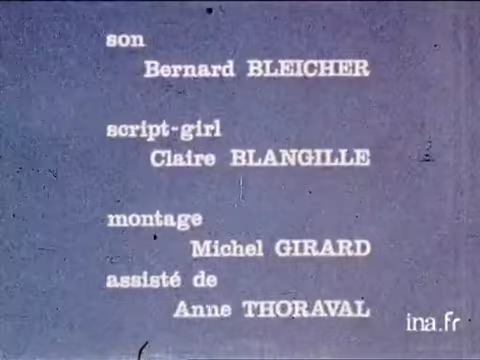 son
Bernard BLEICHER
script-girl
Claire BLANGILLE
montage
Michel GIRARD
assisté de
Anne THORAVAL
ina.fr